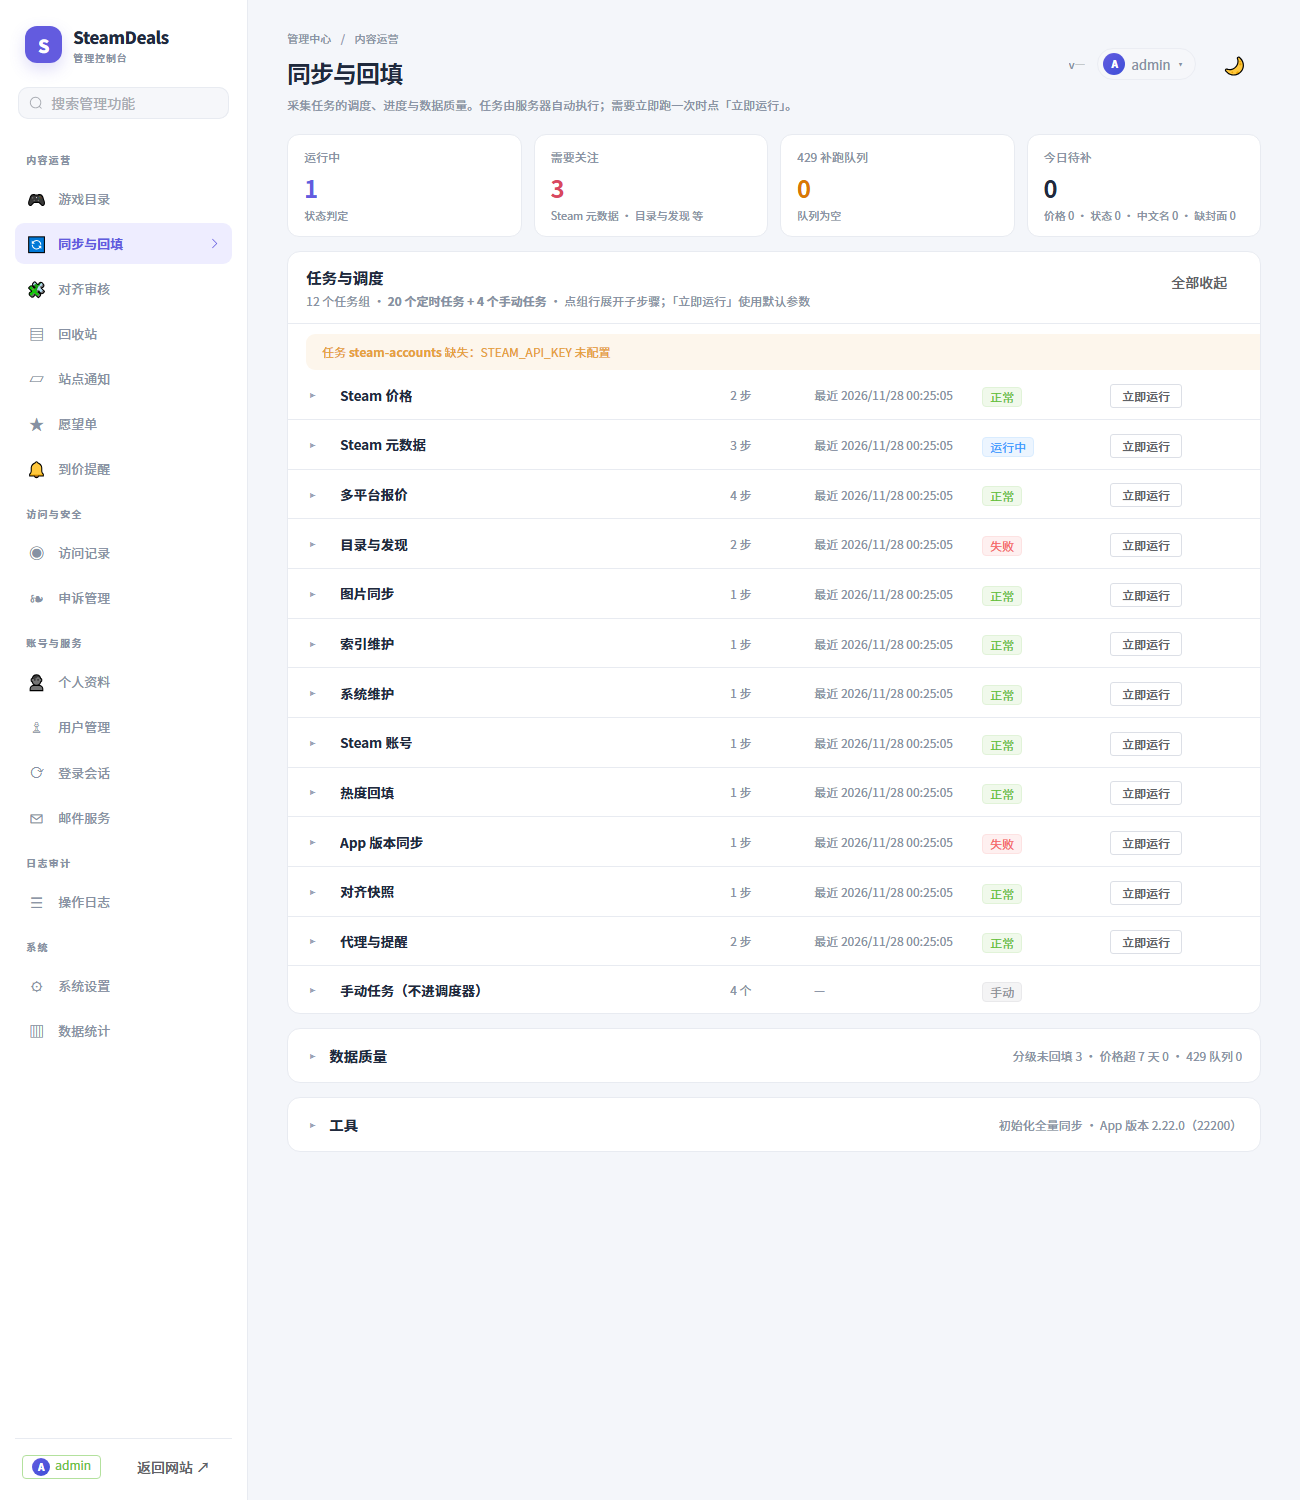 S SteamDeals
管理控制台
搜索管理功能
内容运营
游戏目录
同步与回填
对齐审核
回收站
站点通知
愿望单
到价提醒
访问与安全
访问记录
申诉管理
账号与服务
个人资料
用户管理
登录会话
邮件服务
日志审计
操作日志
系统
系统设置
数据统计
A admin
返回网站 ↗
管理中心 / 内容运营
同步与回填
采集任务的调度、进度与数据质量。任务由服务器自动执行；需要立即跑一次时点「立即运行」。
v—
A admin
运行中
1
状态判定
需要关注
3
Steam 元数据 · 目录与发现 等
429 补跑队列
0
队列为空
今日待补
0
价格 0 · 状态 0 · 中文名 0 · 缺封面 0
任务与调度
12 个任务组 · 20 个定时任务 + 4 个手动任务 · 点组行展开子步骤；「立即运行」使用默认参数
全部收起
任务 steam-accounts 缺失：STEAM_API_KEY 未配置
Steam 价格 2 步 最近 2026/11/28 00:25:05 正常 立即运行
Steam 元数据 3 步 最近 2026/11/28 00:25:05 运行中 立即运行
多平台报价 4 步 最近 2026/11/28 00:25:05 正常 立即运行
目录与发现 2 步 最近 2026/11/28 00:25:05 失败 立即运行
图片同步 1 步 最近 2026/11/28 00:25:05 正常 立即运行
索引维护 1 步 最近 2026/11/28 00:25:05 正常 立即运行
系统维护 1 步 最近 2026/11/28 00:25:05 正常 立即运行
Steam 账号 1 步 最近 2026/11/28 00:25:05 正常 立即运行
热度回填 1 步 最近 2026/11/28 00:25:05 正常 立即运行
App 版本同步 1 步 最近 2026/11/28 00:25:05 失败 立即运行
对齐快照 1 步 最近 2026/11/28 00:25:05 正常 立即运行
代理与提醒 2 步 最近 2026/11/28 00:25:05 正常 立即运行
手动任务（不进调度器） 4 个 — 手动
数据质量 分级未回填 3 · 价格超 7 天 0 · 429 队列 0
工具 初始化全量同步 · App 版本 2.22.0（22200）